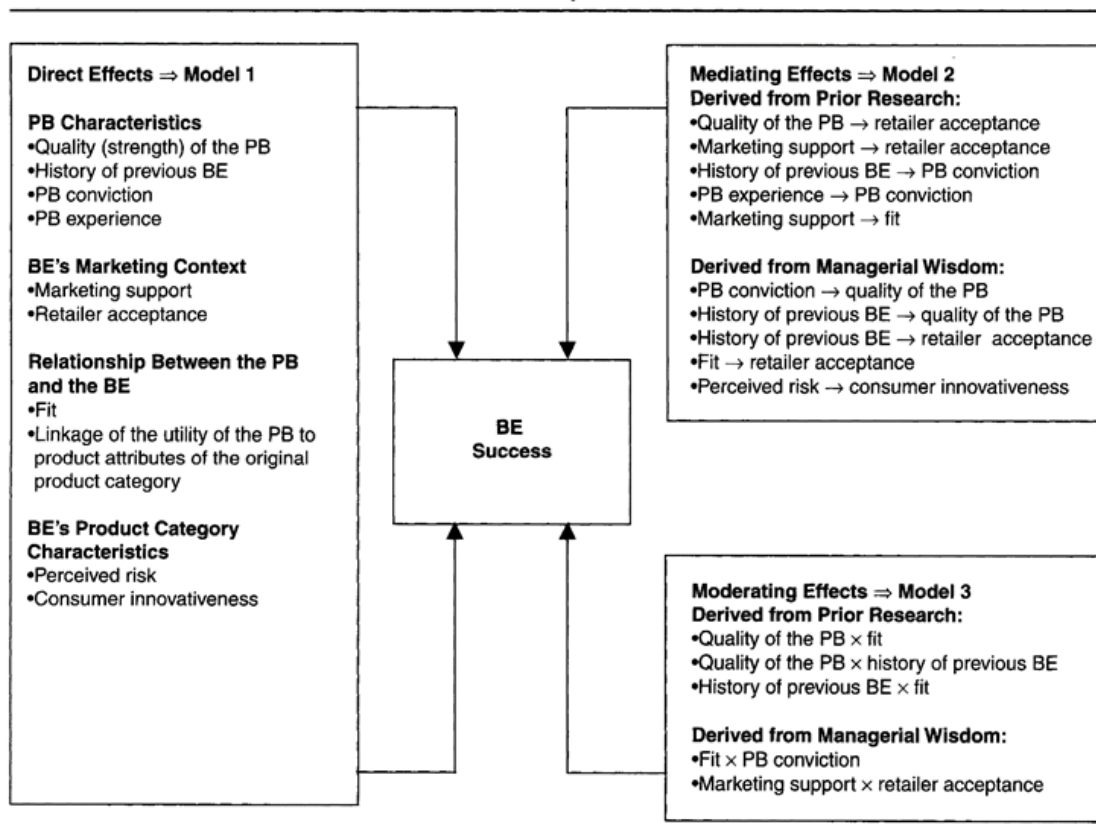 Direct Effects ⇒ Model 1
PB Characteristics
•Quality (strength) of the PB
•History of previous BE
•PB conviction
•PB experience
BE's Marketing Context
•Marketing support
•Retailer acceptance
Relationship Between the PB
and the BE
•Fit
•Linkage of the utility of the PB to
product attributes of the original
product category
BE's Product Category
Characteristics
•Perceived risk
•Consumer innovativeness
BE
Success
Mediating Effects ⇒ Model 2
Derived from Prior Research:
•Quality of the PB → retailer acceptance
•Marketing support → retailer acceptance
•History of previous BE → PB conviction
•PB experience → PB conviction
•Marketing support → fit
Derived from Managerial Wisdom:
•PB conviction → quality of the PB
•History of previous BE → quality of the PB
•History of previous BE → retailer acceptance
•Fit → retailer acceptance
•Perceived risk → consumer innovativeness
Moderating Effects ⇒ Model 3
Derived from Prior Research:
•Quality of the PB × fit
•Quality of the PB × history of previous BE
•History of previous BE × fit
Derived from Managerial Wisdom:
•Fit × PB conviction
•Marketing support × retailer acceptance